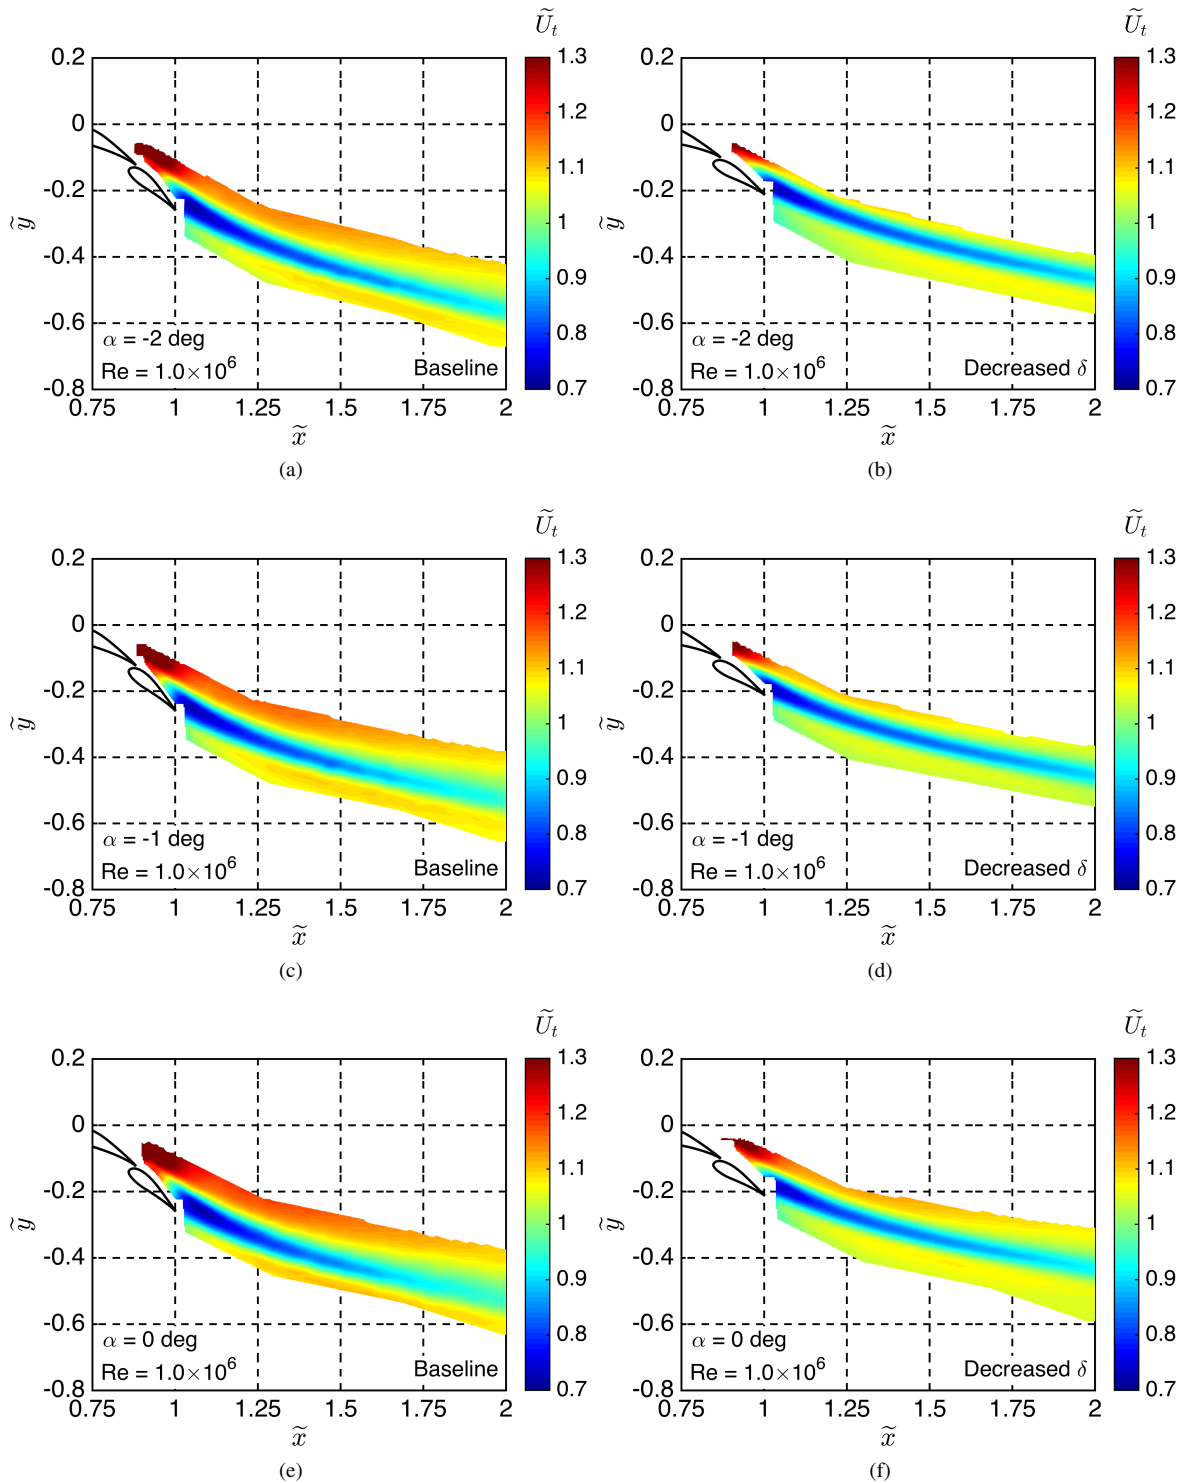 Ũt
Ũt
0.2
0
-0.2
-0.4
-0.6
-0.8
ỹ
α = -2 deg
Re = 1.0×10⁶
Baseline
0.75 1 1.25 1.5 1.75 2
x̃
1.3
1.2
1.1
1
0.9
0.8
0.7
(a)
0.2
0
-0.2
-0.4
-0.6
-0.8
ỹ
α = -2 deg
Re = 1.0×10⁶
Decreased δ
0.75 1 1.25 1.5 1.75 2
x̃
1.3
1.2
1.1
1
0.9
0.8
0.7
(b)
Ũt
Ũt
0.2
0
-0.2
-0.4
-0.6
-0.8
ỹ
α = -1 deg
Re = 1.0×10⁶
Baseline
0.75 1 1.25 1.5 1.75 2
x̃
1.3
1.2
1.1
1
0.9
0.8
0.7
(c)
0.2
0
-0.2
-0.4
-0.6
-0.8
ỹ
α = -1 deg
Re = 1.0×10⁶
Decreased δ
0.75 1 1.25 1.5 1.75 2
x̃
1.3
1.2
1.1
1
0.9
0.8
0.7
(d)
Ũt
Ũt
0.2
0
-0.2
-0.4
-0.6
-0.8
ỹ
α = 0 deg
Re = 1.0×10⁶
Baseline
0.75 1 1.25 1.5 1.75 2
x̃
1.3
1.2
1.1
1
0.9
0.8
0.7
(e)
0.2
0
-0.2
-0.4
-0.6
-0.8
ỹ
α = 0 deg
Re = 1.0×10⁶
Decreased δ
0.75 1 1.25 1.5 1.75 2
x̃
1.3
1.2
1.1
1
0.9
0.8
0.7
(f)